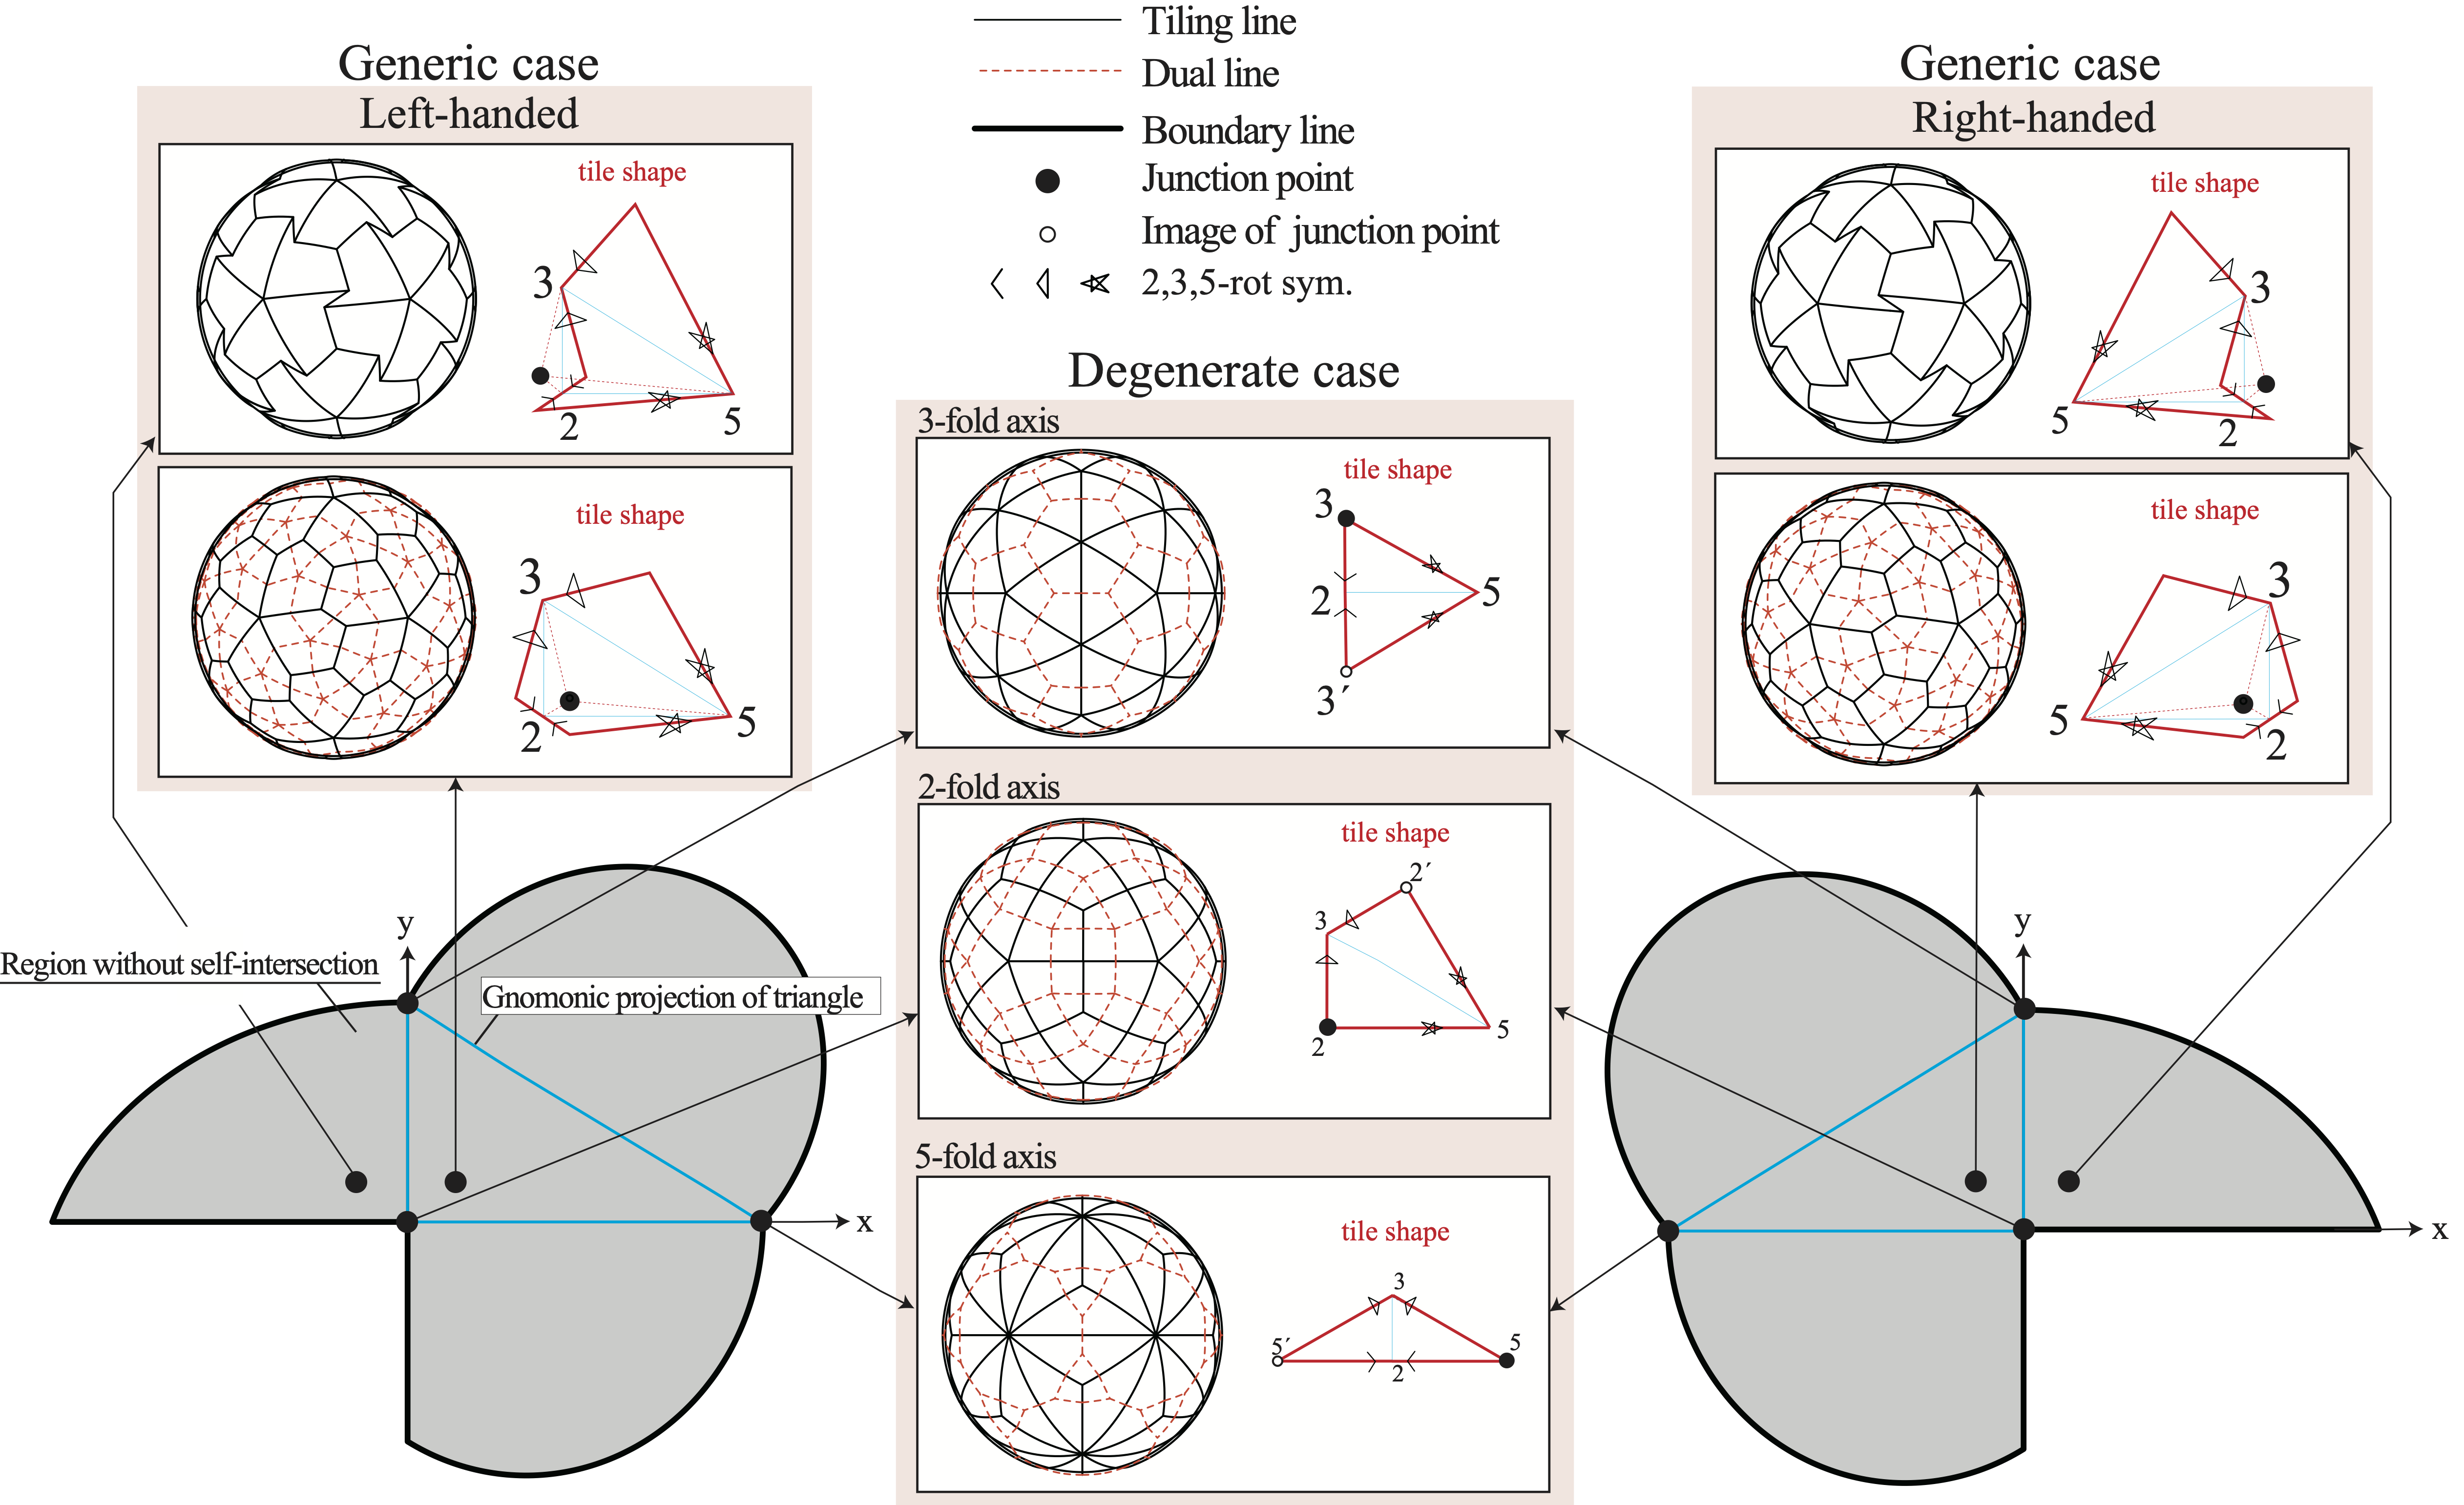 Tiling line
Dual line
Boundary line
Junction point
Image of junction point
2,3,5-rot sym.
Generic case
Left-handed
tile shape
3
2
5
tile shape
3
2
5
Degenerate case
3-fold axis
tile shape
3
2
5
3´
2-fold axis
tile shape
2´
3
2
5
5-fold axis
tile shape
3
5´
5
2
Generic case
Right-handed
tile shape
3
5
2
tile shape
3
5
2
y
Region without self-intersection
Gnomonic projection of triangle
x
y
x